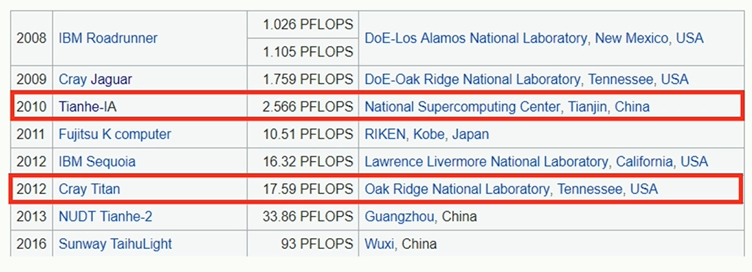 2008 IBM Roadrunner 1.026 PFLOPS DoE-Los Alamos National Laboratory, New Mexico, USA
1.105 PFLOPS
2009 Cray Jaguar 1.759 PFLOPS DoE-Oak Ridge National Laboratory, Tennessee, USA
2010 Tianhe-IA 2.566 PFLOPS National Supercomputing Center, Tianjin, China
2011 Fujitsu K computer 10.51 PFLOPS RIKEN, Kobe, Japan
2012 IBM Sequoia 16.32 PFLOPS Lawrence Livermore National Laboratory, California, USA
2012 Cray Titan 17.59 PFLOPS Oak Ridge National Laboratory, Tennessee, USA
2013 NUDT Tianhe-2 33.86 PFLOPS Guangzhou, China
2016 Sunway TaihuLight 93 PFLOPS Wuxi, China